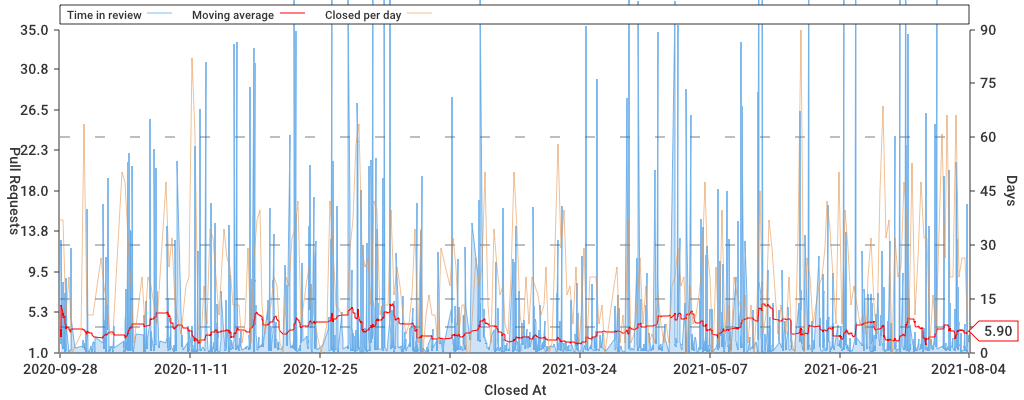 Time in review Moving average Closed per day
35.0 90
30.8 75
26.5 60
22.3
18.0 45
13.8 30
9.5
5.3 15
5.90
1.0 0
Pull Requests
Days
2020-09-28 2020-11-11 2020-12-25 2021-02-08 2021-03-24 2021-05-07 2021-06-21 2021-08-04
Closed At